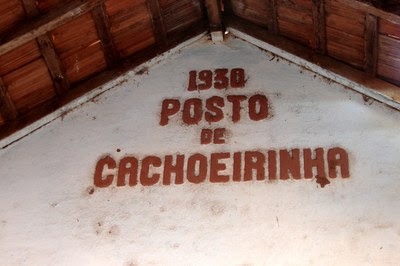 1930
POSTO
DE
CACHOEIRINHA